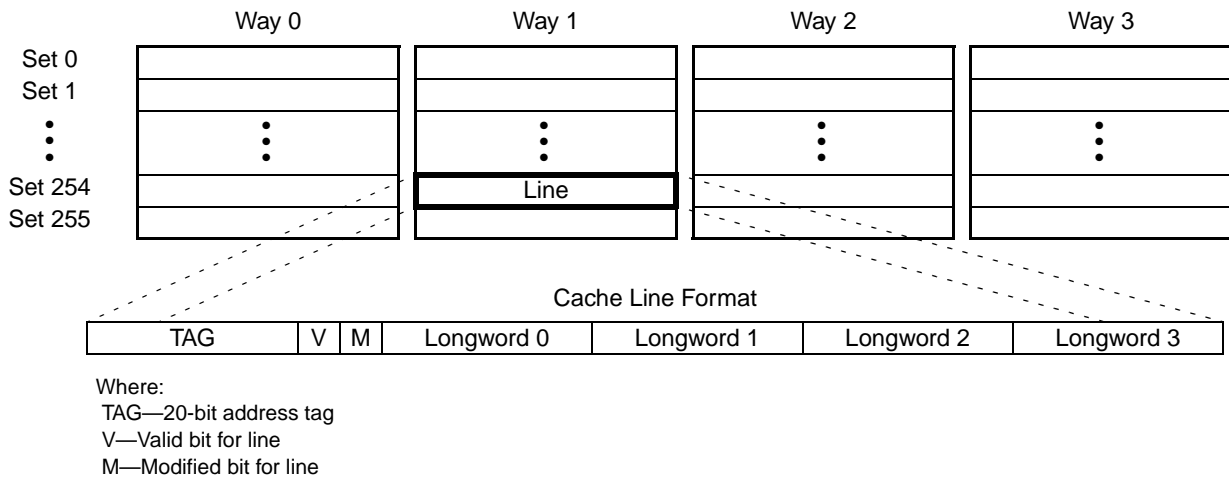 Way 0 Way 1 Way 2 Way 3
Set 0
Set 1
Set 254 Line
Set 255
Cache Line Format
TAG V M Longword 0 Longword 1 Longword 2 Longword 3
Where:
TAG—20-bit address tag
V—Valid bit for line
M—Modified bit for line